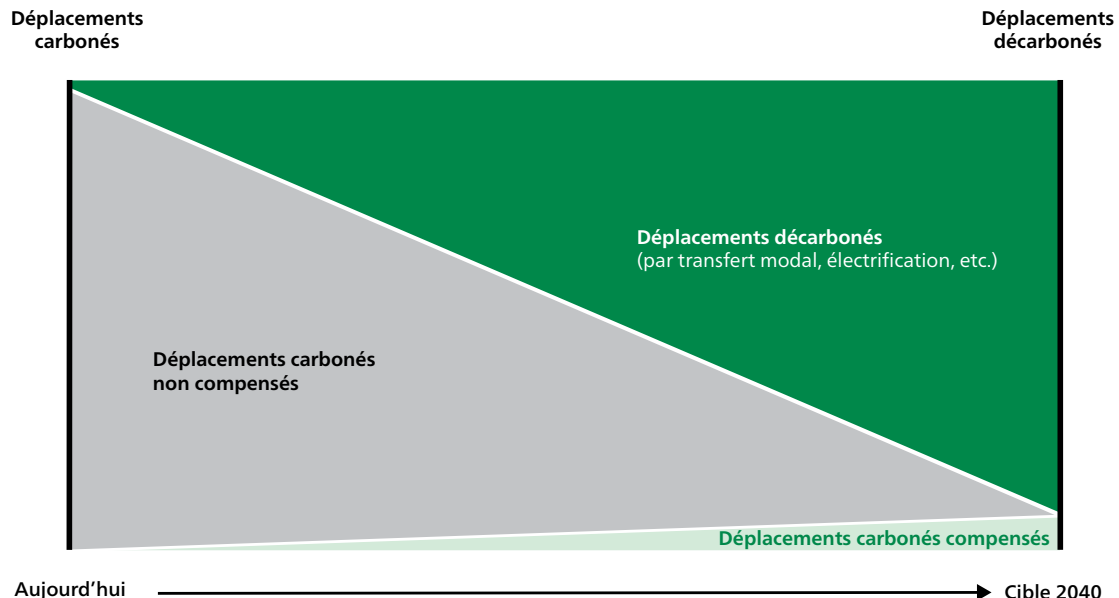 Déplacements
carbonés
Déplacements
décarbonés
Déplacements décarbonés
(par transfert modal, électrification, etc.)
Déplacements carbonés
non compensés
Déplacements carbonés compensés
Aujourd'hui
Cible 2040